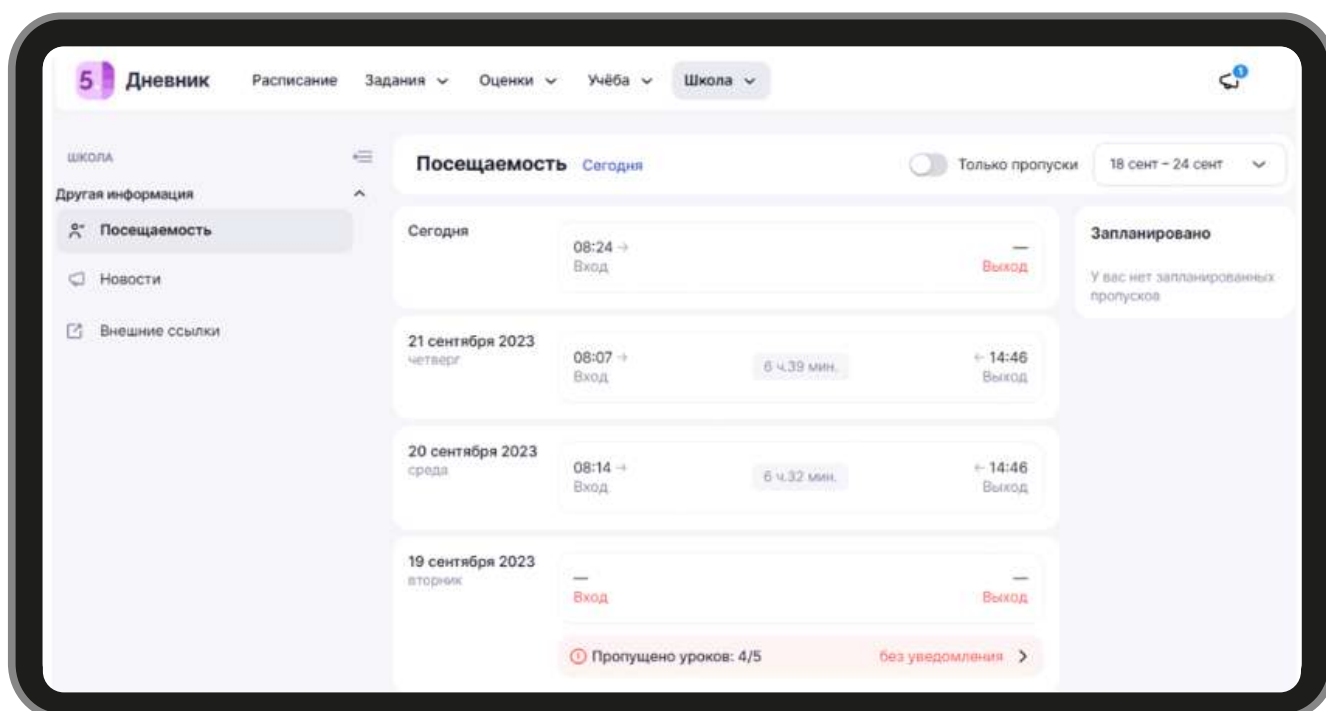 5 Дневник Расписание Задания Оценки Учёба Школа 1
ШКОЛА
Другая информация
Посещаемость
Новости
Внешние ссылки
Посещаемость Сегодня Только пропуски 18 сент – 24 сент
Сегодня
08:24 → —
Вход Выход
21 сентября 2023
четверг
08:07 → 6 ч.39 мин. ← 14:46
Вход Выход
20 сентября 2023
среда
08:14 → 6 ч.32 мин. ← 14:46
Вход Выход
19 сентября 2023
вторник
— —
Вход Выход
Пропущено уроков: 4/5 без уведомления
Запланировано
У вас нет запланированных
пропусков